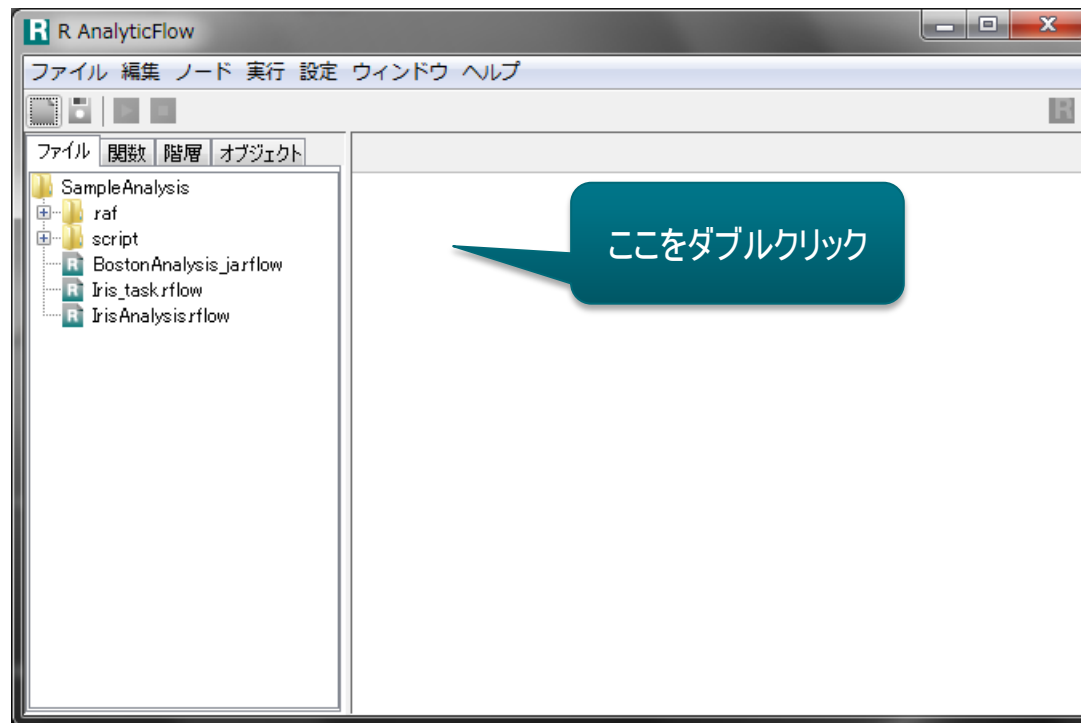 R R AnalyticFlow
ファイル 編集 ノード 実行 設定 ウィンドウ ヘルプ
R
ファイル 関数 階層 オブジェクト
SampleAnalysis
raf
script
R BostonAnalysis_ja.rflow
R Iris_task.rflow
R IrisAnalysis.rflow
ここをダブルクリック